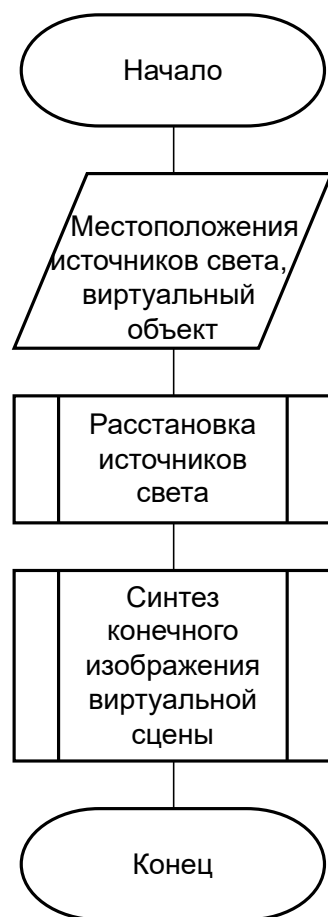 Начало
Местоположения
источников света,
виртуальный
объект
Расстановка
источников
света
Синтез
конечного
изображения
виртуальной
сцены
Конец